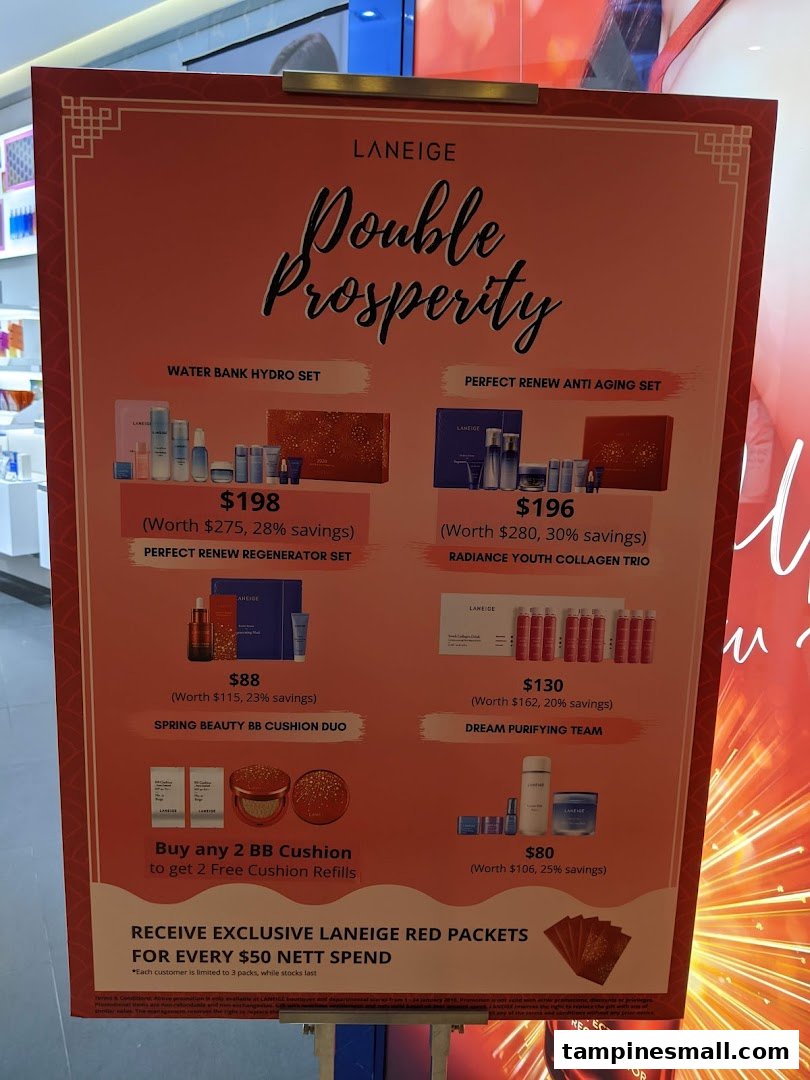 LANEIGE
Double
Prosperity
WATER BANK HYDRO SET
$198
(Worth $275, 28% savings)
PERFECT RENEW ANTI AGING SET
$196
(Worth $280, 30% savings)
PERFECT RENEW REGENERATOR SET
LANEIGE
$88
(Worth $115, 23% savings)
RADIANCE YOUTH COLLAGEN TRIO
LANEIGE
$130
(Worth $162, 20% savings)
SPRING BEAUTY BB CUSHION DUO
LANEIGE
LANEIGE
Buy any 2 BB Cushion
to get 2 Free Cushion Refills
DREAM PURIFYING TEAM
$80
(Worth $106, 25% savings)
RECEIVE EXCLUSIVE LANEIGE RED PACKETS
FOR EVERY $50 NETT SPEND
*Each customer is limited to 3 packs, while stocks last
tampinesmall.com